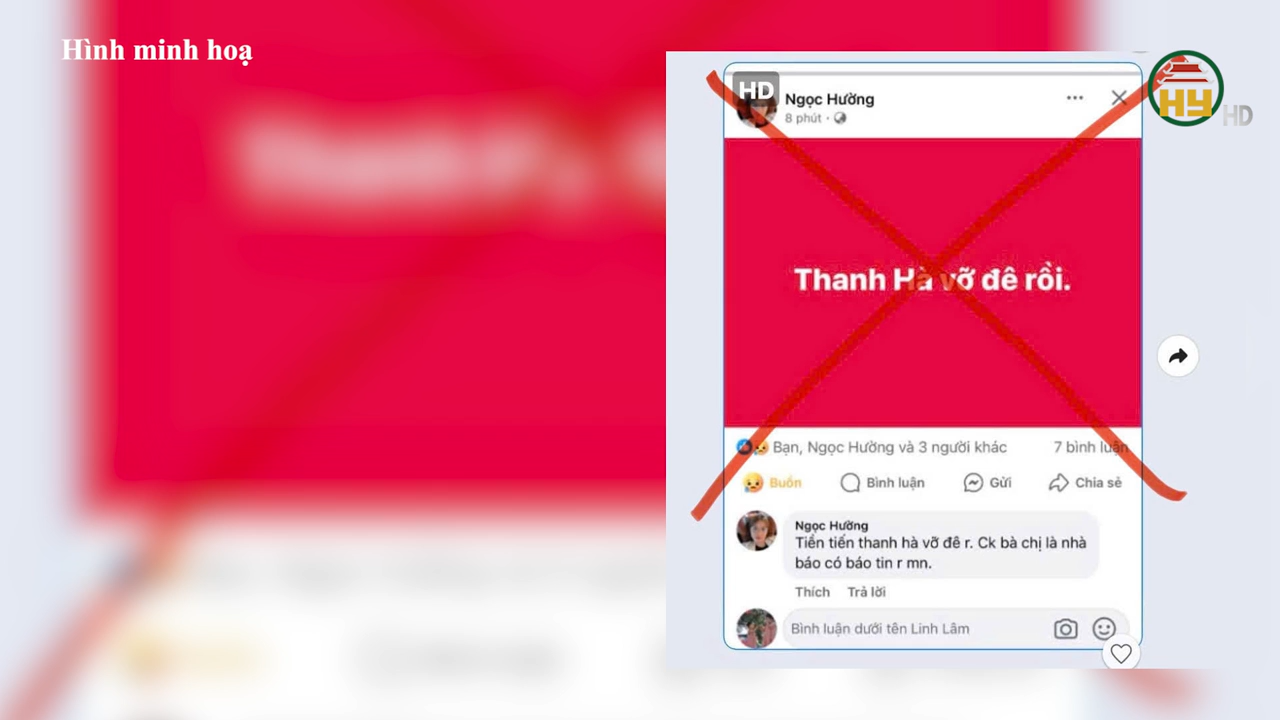 Hình minh hoạ
HD
Ngọc Hường
8 phút
HY HD
Thanh Hà vỡ đê rồi.
Bạn, Ngọc Hường và 3 người khác
7 bình luận
Buồn
Bình luận
Gửi
Chia sẻ
Ngọc Hường
Tiền tiến thanh hà vỡ đê r. Ck bà chị là nhà
báo có báo tin r mn.
Thích
Trả lời
Bình luận dưới tên Linh Lâm